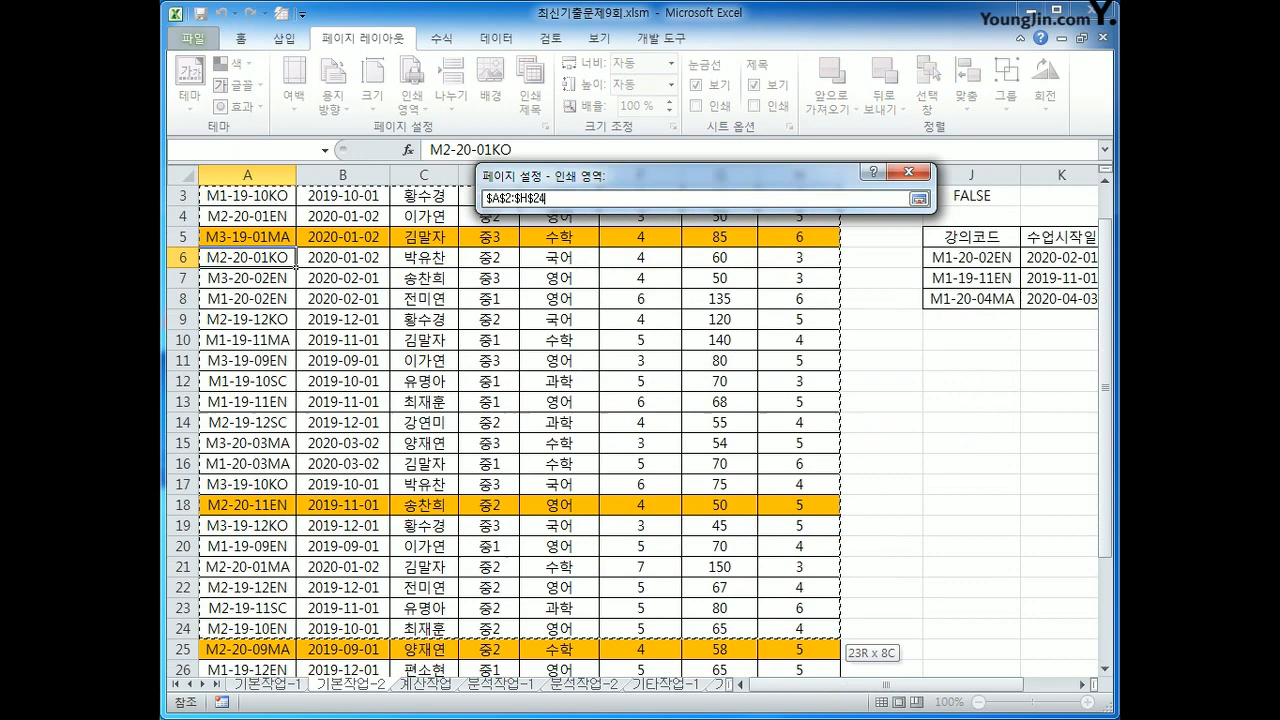 최신기출문제9회.xlsm - Microsoft Excel
YoungJin.com Y.
파일 홈 삽입 페이지 레이아웃 수식 데이터 검토 보기 개발 도구
색 너비: 자동 눈금선 제목
가가 글꼴 높이: 자동 보기 보기
테마 효과 여백 용지 방향 크기 인쇄 영역 나누기 배경 인쇄 제목 배율: 100 % 인쇄 인쇄 앞으로 가져오기 뒤로 보내기 선택 창 맞춤 그룹 회전
테마 페이지 설정 크기 조정 시트 옵션 정렬
fx M2-20-01KO
페이지 설정 - 인쇄 영역:
$A$2:$H$24
A B C J K
3 M1-19-10KO 2019-10-01 황수경 FALSE
4 M2-20-01EN 2020-01-02 이가연 중2 영어 3 50 5
5 M3-19-01MA 2020-01-02 김말자 중3 수학 4 85 6 강의코드 수업시작일
6 M2-20-01KO 2020-01-02 박유찬 중2 국어 4 60 3 M1-20-02EN 2020-02-01
7 M3-20-02EN 2020-02-01 송찬희 중3 영어 4 50 3 M1-19-11EN 2019-11-01
8 M1-20-02EN 2020-02-01 전미연 중1 영어 6 135 6 M1-20-04MA 2020-04-03
9 M2-19-12KO 2019-12-01 황수경 중2 국어 4 120 5
10 M1-19-11MA 2019-11-01 김말자 중1 수학 5 140 4
11 M3-19-09EN 2019-09-01 이가연 중3 영어 3 80 5
12 M1-19-10SC 2019-10-01 유명아 중1 과학 5 70 3
13 M1-19-11EN 2019-11-01 최재훈 중1 영어 6 68 5
14 M2-19-12SC 2019-12-01 강연미 중2 과학 4 55 4
15 M3-20-03MA 2020-03-02 양재연 중3 수학 3 54 5
16 M1-20-03MA 2020-03-02 김말자 중1 수학 5 70 6
17 M3-19-10KO 2019-10-01 박유찬 중3 국어 6 75 4
18 M2-20-11EN 2019-11-01 송찬희 중2 영어 4 50 5
19 M3-19-12KO 2019-12-01 황수경 중3 국어 3 45 5
20 M1-19-09EN 2019-09-01 이가연 중1 영어 5 70 4
21 M2-20-01MA 2020-01-02 김말자 중2 수학 7 150 3
22 M2-19-12EN 2019-12-01 전미연 중2 영어 5 67 4
23 M2-19-11SC 2019-11-01 유명아 중2 과학 5 80 6
24 M2-19-10EN 2019-10-01 최재훈 중2 영어 5 65 4
25 M2-20-09MA 2019-09-01 양재연 중2 수학 4 58 5
23R x 8C
26 M1-19-12EN 2019-12-01 편소현 중1 영어 5 65 5
기본작업-1 기본작업-2 계산작업 분석작업-1 분석작업-2 기타작업-1
참조 100%